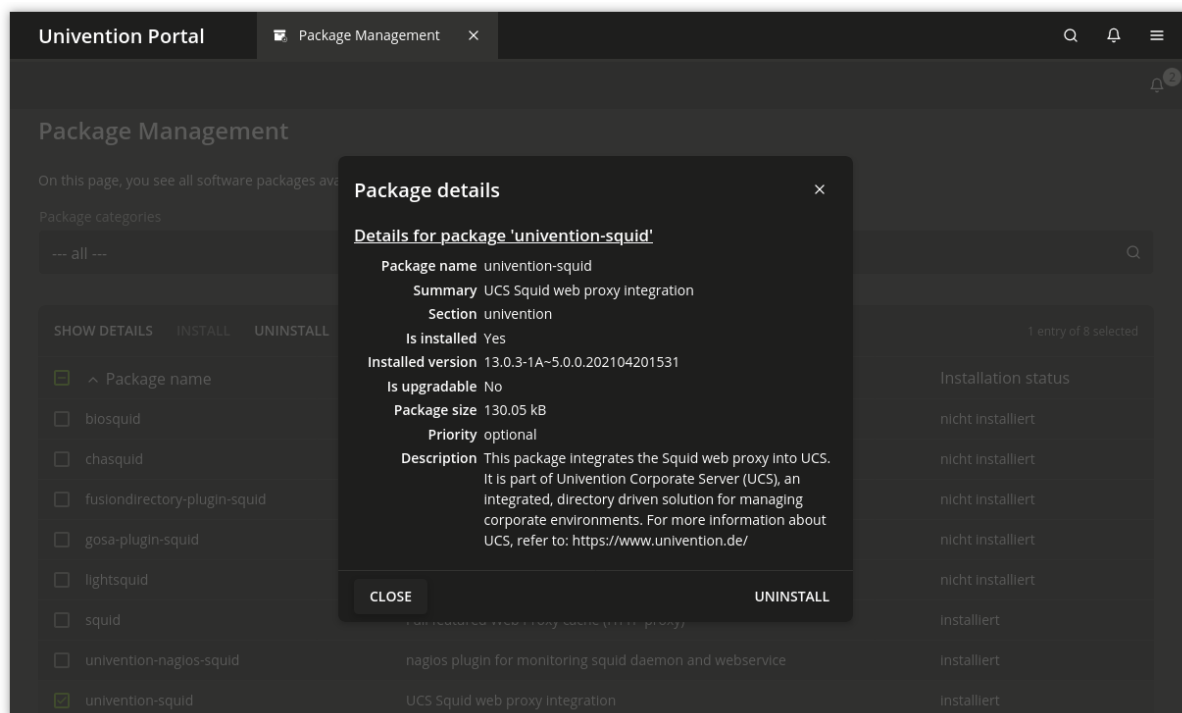 Univention Portal
Package Management
2
Package Management
On this page, you see all software packages ava
Package categories
--- all ---
SHOW DETAILS INSTALL UNINSTALL
1 entry of 8 selected
Package name Installation status
biosquid nicht installiert
chasquid nicht installiert
fusiondirectory-plugin-squid nicht installiert
gosa-plugin-squid nicht installiert
lightsquid nicht installiert
squid Full featured Web Proxy cache (HTTP proxy) installiert
univention-nagios-squid nagios plugin for monitoring squid daemon and webservice installiert
univention-squid UCS Squid web proxy integration installiert
Package details
Details for package 'univention-squid'
Package name univention-squid
Summary UCS Squid web proxy integration
Section univention
Is installed Yes
Installed version 13.0.3-1A~5.0.0.202104201531
Is upgradable No
Package size 130.05 kB
Priority optional
Description This package integrates the Squid web proxy into UCS.
It is part of Univention Corporate Server (UCS), an
integrated, directory driven solution for managing
corporate environments. For more information about
UCS, refer to: https://www.univention.de/
CLOSE UNINSTALL